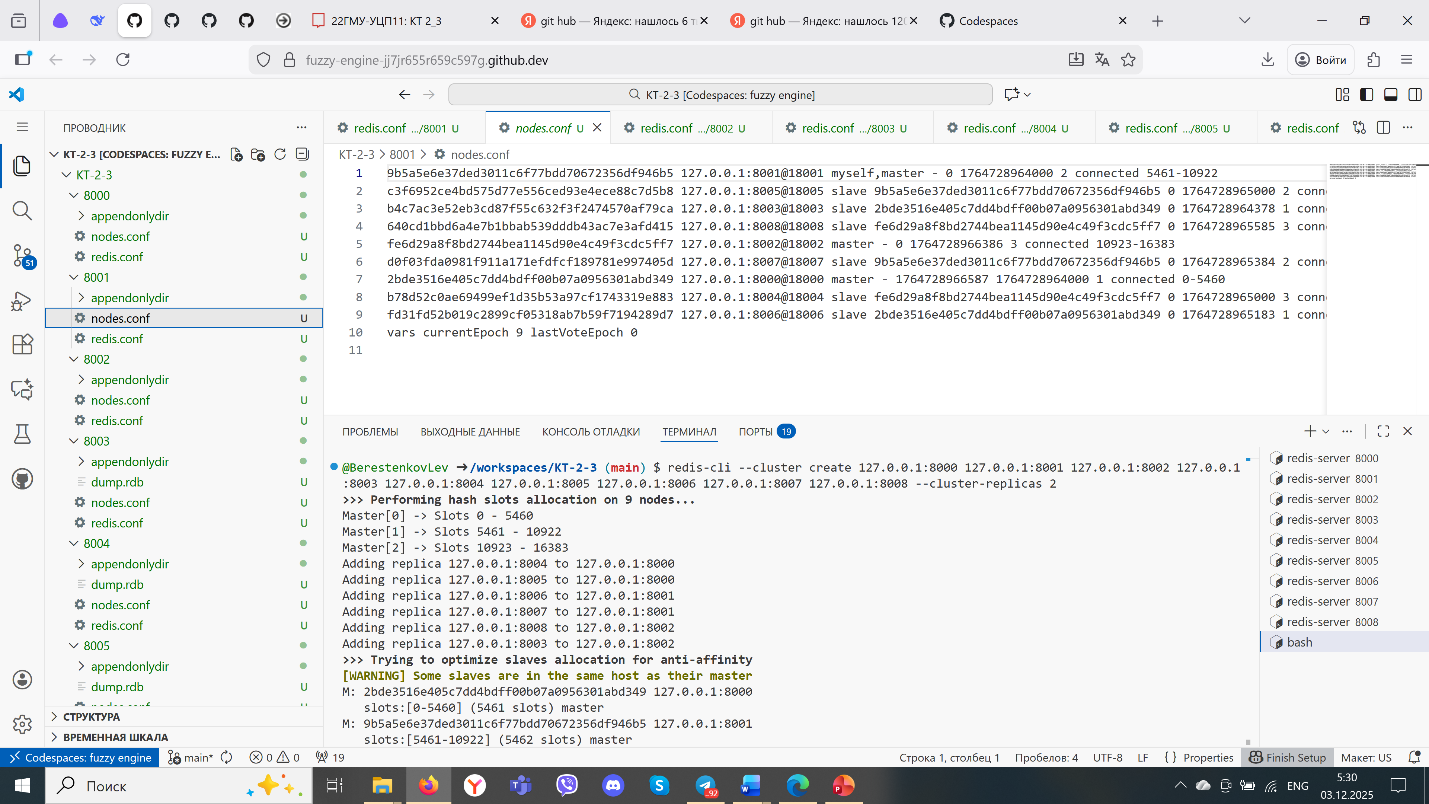 22ГМУ-УЦП11: КТ 2_3
git hub — Яндекс: нашлось 6 т
git hub — Яндекс: нашлось 120
Codespaces
fuzzy-engine-jj7jr655r659c597g.github.dev
Войти
КТ-2-3 [Codespaces: fuzzy engine]
ПРОВОДНИК
redis.conf .../8001 U
nodes.conf U
redis.conf .../8002 U
redis.conf .../8003 U
redis.conf .../8004 U
redis.conf .../8005 U
redis.conf
КТ-2-3 > 8001 > nodes.conf
КТ-2-3 [CODESPACES: FUZZY E...
КТ-2-3
8000
appendonlydir
nodes.conf U
redis.conf U
8001
appendonlydir
nodes.conf U
redis.conf U
8002
appendonlydir
nodes.conf U
redis.conf U
8003
appendonlydir
dump.rdb U
nodes.conf U
redis.conf U
8004
appendonlydir
dump.rdb U
nodes.conf U
redis.conf U
8005
appendonlydir
dump.rdb U
СТРУКТУРА
ВРЕМЕННАЯ ШКАЛА
51
1 9b5a5e6e37ded3011c6f77bdd70672356df946b5 127.0.0.1:8001@18001 myself,master - 0 1764728964000 2 connected 5461-10922
2 c3f6952ce4bd575d77e556ced93e4ece88c7d5b8 127.0.0.1:8005@18005 slave 9b5a5e6e37ded3011c6f77bdd70672356df946b5 0 1764728965000 2 conn
3 b4c7ac3e52eb3cd87f55c632f3f2474570af79ca 127.0.0.1:8003@18003 slave 2bde3516e405c7dd4bdff00b07a0956301abd349 0 1764728964378 1 conn
4 640cd1bbd6a4e7b1bbab539dddb43ac7e3afd415 127.0.0.1:8008@18008 slave fe6d29a8f8bd2744bea1145d90e4c49f3cdc5ff7 0 1764728965585 3 conn
5 fe6d29a8f8bd2744bea1145d90e4c49f3cdc5ff7 127.0.0.1:8002@18002 master - 0 1764728966386 3 connected 10923-16383
6 d0f03fda0981f911a171efdfcf189781e997405d 127.0.0.1:8007@18007 slave 9b5a5e6e37ded3011c6f77bdd70672356df946b5 0 1764728965384 2 conn
7 2bde3516e405c7dd4bdff00b07a0956301abd349 127.0.0.1:8000@18000 master - 1764728966587 1764728964000 1 connected 0-5460
8 b78d52c0ae69499ef1d35b53a97cf1743319e883 127.0.0.1:8004@18004 slave fe6d29a8f8bd2744bea1145d90e4c49f3cdc5ff7 0 1764728965000 3 conn
9 fd31fd52b019c2899cf05318ab7b59f7194289d7 127.0.0.1:8006@18006 slave 2bde3516e405c7dd4bdff00b07a0956301abd349 0 1764728965183 1 conn
10 vars currentEpoch 9 lastVoteEpoch 0
11
ПРОБЛЕМЫ ВЫХОДНЫЕ ДАННЫЕ КОНСОЛЬ ОТЛАДКИ ТЕРМИНАЛ ПОРТЫ 19
@BerestenkovLev ➜ /workspaces/KT-2-3 (main) $ redis-cli --cluster create 127.0.0.1:8000 127.0.0.1:8001 127.0.0.1:8002 127.0.0.1
:8003 127.0.0.1:8004 127.0.0.1:8005 127.0.0.1:8006 127.0.0.1:8007 127.0.0.1:8008 --cluster-replicas 2
>>> Performing hash slots allocation on 9 nodes...
Master[0] -> Slots 0 - 5460
Master[1] -> Slots 5461 - 10922
Master[2] -> Slots 10923 - 16383
Adding replica 127.0.0.1:8004 to 127.0.0.1:8000
Adding replica 127.0.0.1:8005 to 127.0.0.1:8000
Adding replica 127.0.0.1:8006 to 127.0.0.1:8001
Adding replica 127.0.0.1:8007 to 127.0.0.1:8001
Adding replica 127.0.0.1:8008 to 127.0.0.1:8002
Adding replica 127.0.0.1:8003 to 127.0.0.1:8002
>>> Trying to optimize slaves allocation for anti-affinity
[WARNING] Some slaves are in the same host as their master
M: 2bde3516e405c7dd4bdff00b07a0956301abd349 127.0.0.1:8000
slots:[0-5460] (5461 slots) master
M: 9b5a5e6e37ded3011c6f77bdd70672356df946b5 127.0.0.1:8001
slots:[5461-10922] (5462 slots) master
redis-server 8000
redis-server 8001
redis-server 8002
redis-server 8003
redis-server 8004
redis-server 8005
redis-server 8006
redis-server 8007
redis-server 8008
bash
Codespaces: fuzzy engine main* 0 0 19 Строка 1, столбец 1 Пробелов: 4 UTF-8 LF {} Properties Finish Setup Макет: US
Поиск
92
ENG
5:30
03.12.2025